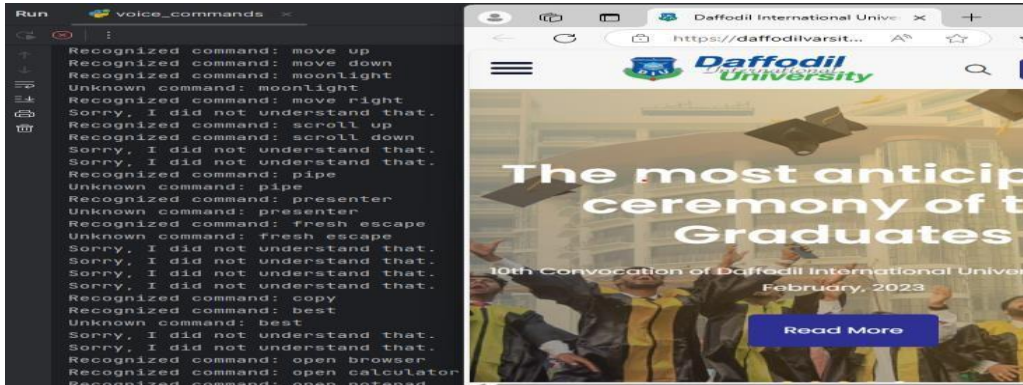 Run voice_commands
Recognized command: move up
Recognized command: move down
Recognized command: moonlight
Unknown command: moonlight
Recognized command: move right
Sorry, I did not understand that.
Recognized command: scroll up
Recognized command: scroll down
Sorry, I did not understand that.
Sorry, I did not understand that.
Recognized command: pipe
Unknown command: pipe
Recognized command: presenter
Unknown command: presenter
Recognized command: fresh escape
Unknown command: fresh escape
Sorry, I did not understand that.
Sorry, I did not understand that.
Sorry, I did not understand that.
Sorry, I did not understand that.
Recognized command: copy
Recognized command: best
Unknown command: best
Sorry, I did not understand that.
Sorry, I did not understand that.
Recognized command: open browser
Recognized command: open calculator
Recognized command: open notepad
Daffodil International Unive
https://daffodilvarsit...
DIU
Daffodil
International
University
The most anticip
ceremony of t
Graduates
10th Convocation of Daffodil International Univer
February, 2023
Read More